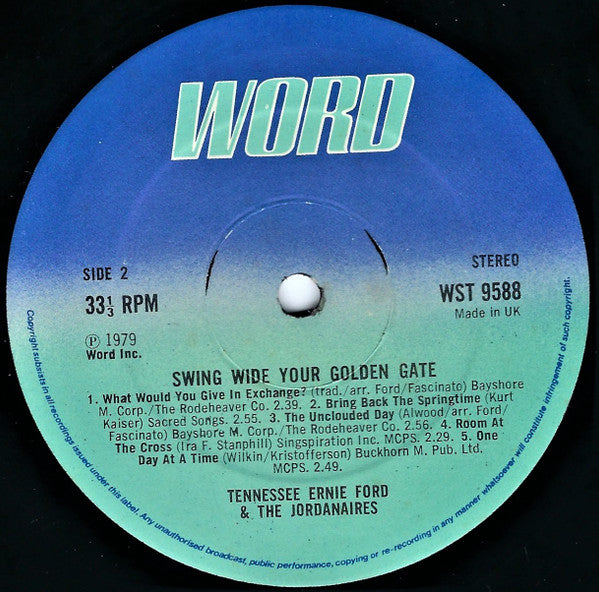 WORD
SIDE 2
STEREO
33⅓ RPM
WST 9588
Made in UK
℗ 1979
Word Inc.
SWING WIDE YOUR GOLDEN GATE
1. What Would You Give In Exchange? (trad./arr. Ford/Fascinato) Bayshore
M. Corp./The Rodeheaver Co. 2.39. 2. Bring Back The Springtime (Kurt
Kaiser) Sacred Songs. 2.55. 3. The Unclouded Day (Alwood/arr. Ford/
Fascinato) Bayshore M. Corp./The Rodeheaver Co. 2.56. 4. Room At
The Cross (Ira F. Stanphill) Singspiration Inc. MCPS. 2.29. 5. One
Day At A Time (Wilkin/Kristofferson) Buckhorn M. Pub. Ltd.
MCPS. 2.49.
TENNESSEE ERNIE FORD
& THE JORDANAIRES
Copyright subsists in all recordings issued under this label. Any unauthorised broadcast, public performance, copying or re-recording in any manner whatsoever will constitute infringement of such copyright.